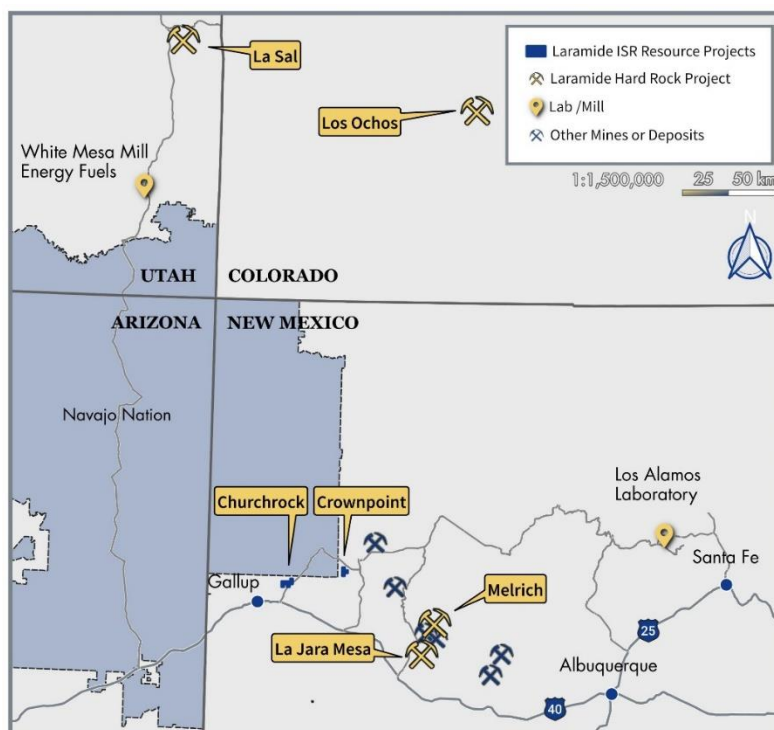 La Sal
Laramide ISR Resource Projects
Laramide Hard Rock Project
Lab /Mill
Other Mines or Deposits
Los Ochos
White Mesa Mill
Energy Fuels
1:1,500,000 25 50 km
N
UTAH COLORADO
ARIZONA NEW MEXICO
Navajo Nation
Churchrock
Crownpoint
Los Alamos
Laboratory
Santa Fe
Gallup
Melrich
La Jara Mesa
25
Albuquerque
40